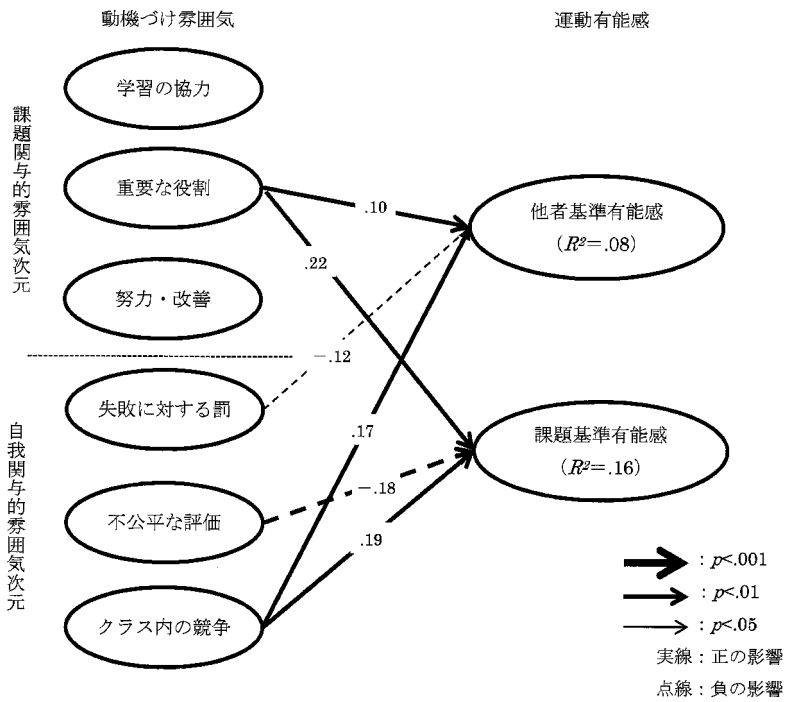 動機づけ雰囲気
運動有能感
課題関与的雰囲気次元
学習の協力
重要な役割
努力・改善
自我関与的雰囲気次元
失敗に対する罰
不公平な評価
クラス内の競争
.10
.22
−.12
.17
−.18
.19
他者基準有能感
(R²=.08)
課題基準有能感
(R²=.16)
：p<.001
：p<.01
：p<.05
実線：正の影響
点線：負の影響